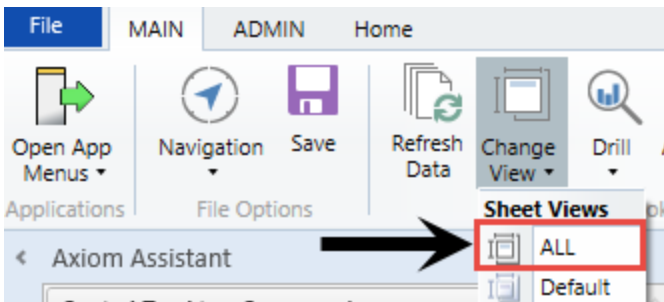 File MAIN ADMIN Home
Open App Menus Navigation Save Refresh Data Change View Drill
Applications File Options
Sheet Views
ALL
Axiom Assistant
Default